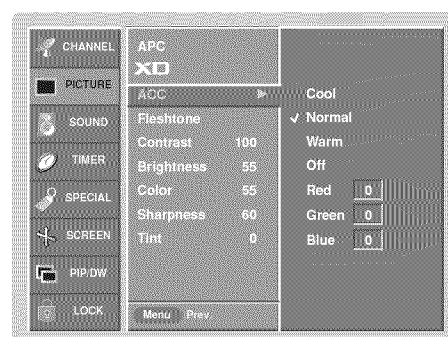 CHANNEL
PICTURE
SOUND
TIMER
SPECIAL
SCREEN
PIP/DW
LOCK
APC
XD
ACC
Fleshtone
Contrast 100
Brightness 55
Color 55
Sharpness 60
Tint 0
Menu Prev.
Cool
Normal
Warm
Off
Red 0
Green 0
Blue 0